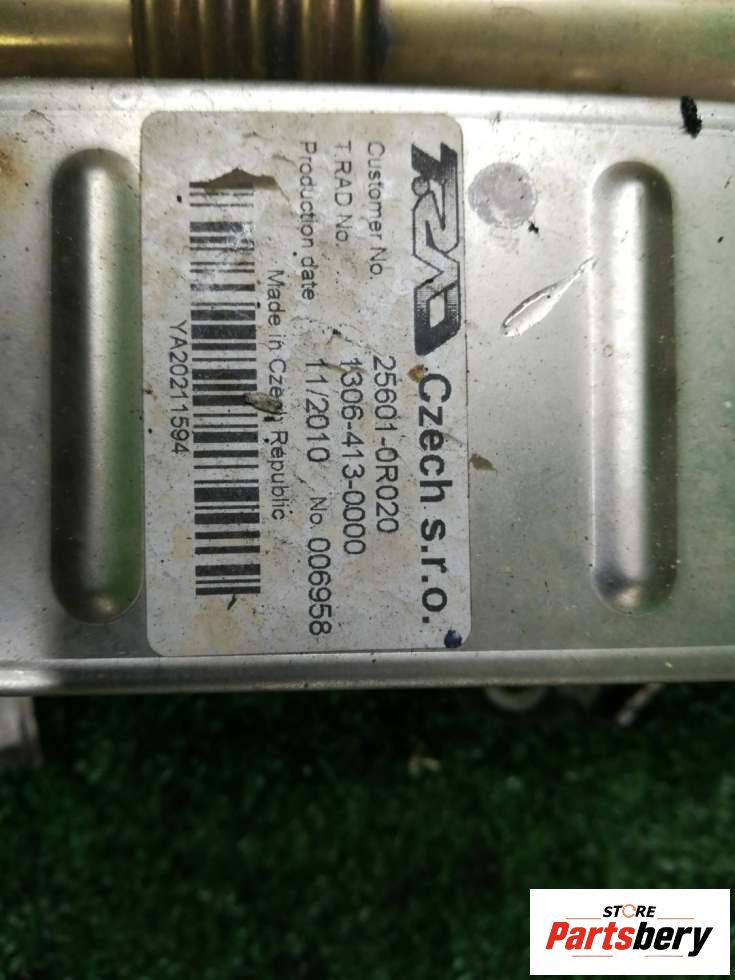 T.RAD Czech s.r.o.
Customer No. 25601-0R020
T.RAD No. 1306-413-0000
Production date 11/2010 No. 006958
Made in Czech Republic
YA20211594
STORE
Partsbery